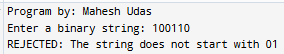 Program by: Mahesh Udas
Enter a binary string: 100110
REJECTED: The string does not start with 01